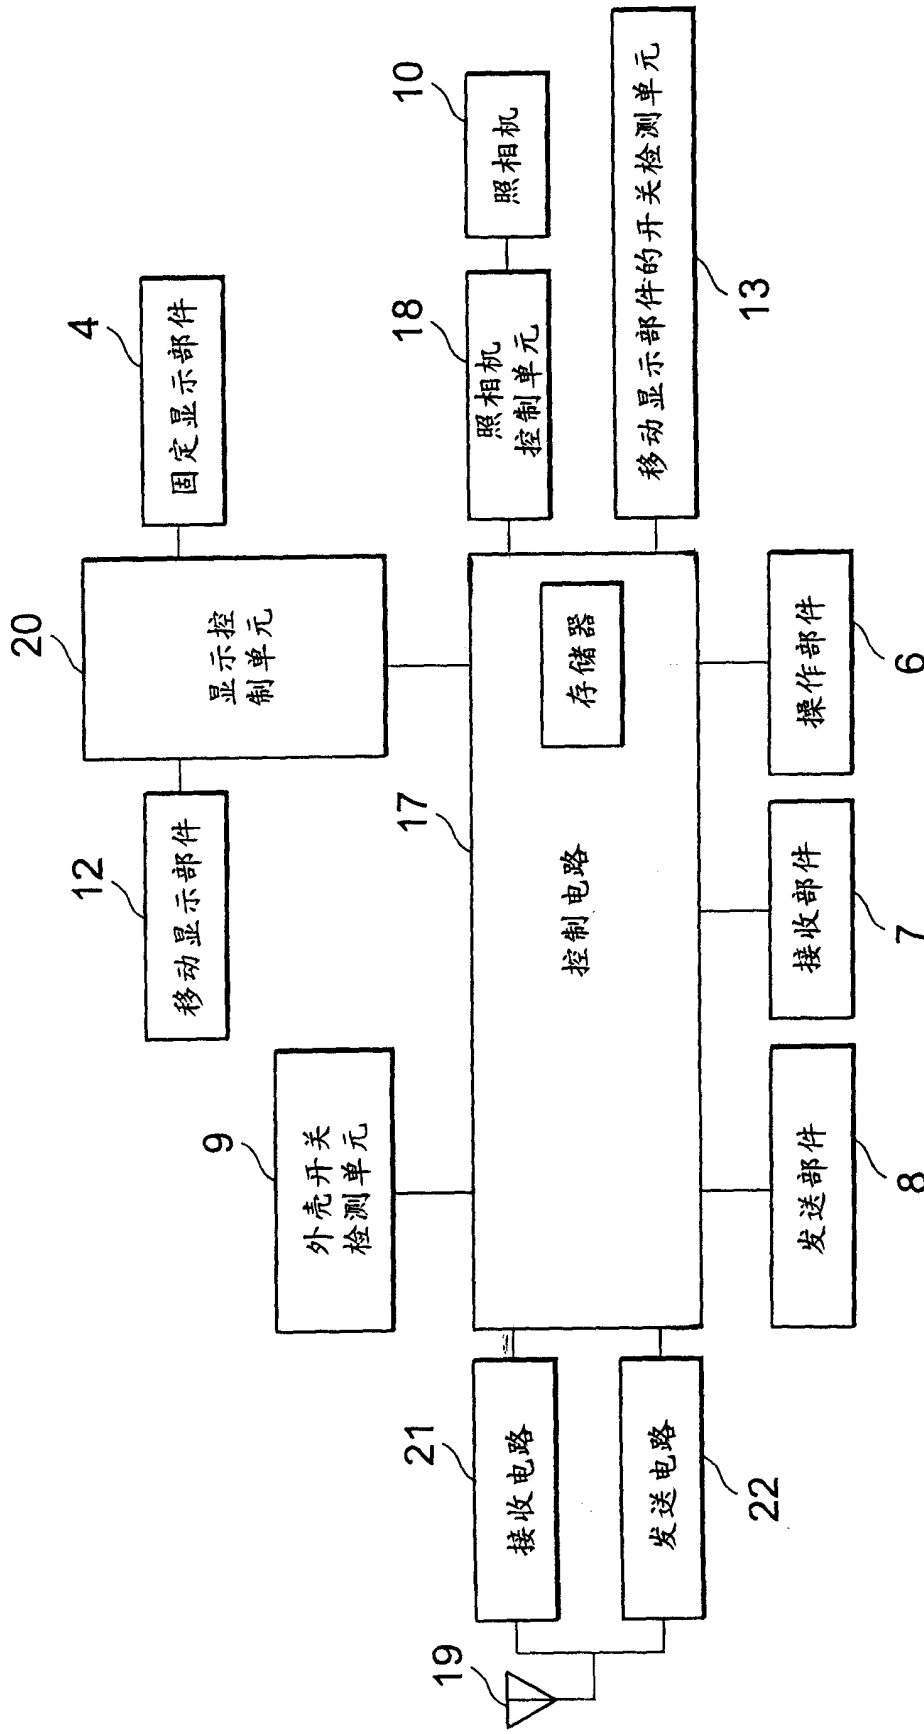 12
移动显示部件
20
显示控
制单元
4
固定显示部件
9
外壳开关
检测单元
17
控制电路
存储器
18
照相机
控制单元
10
照相机
移动显示部件的开关检测单元
13
19
21
接收电路
发送电路
22
发送部件
8
接收部件
7
操作部件
6